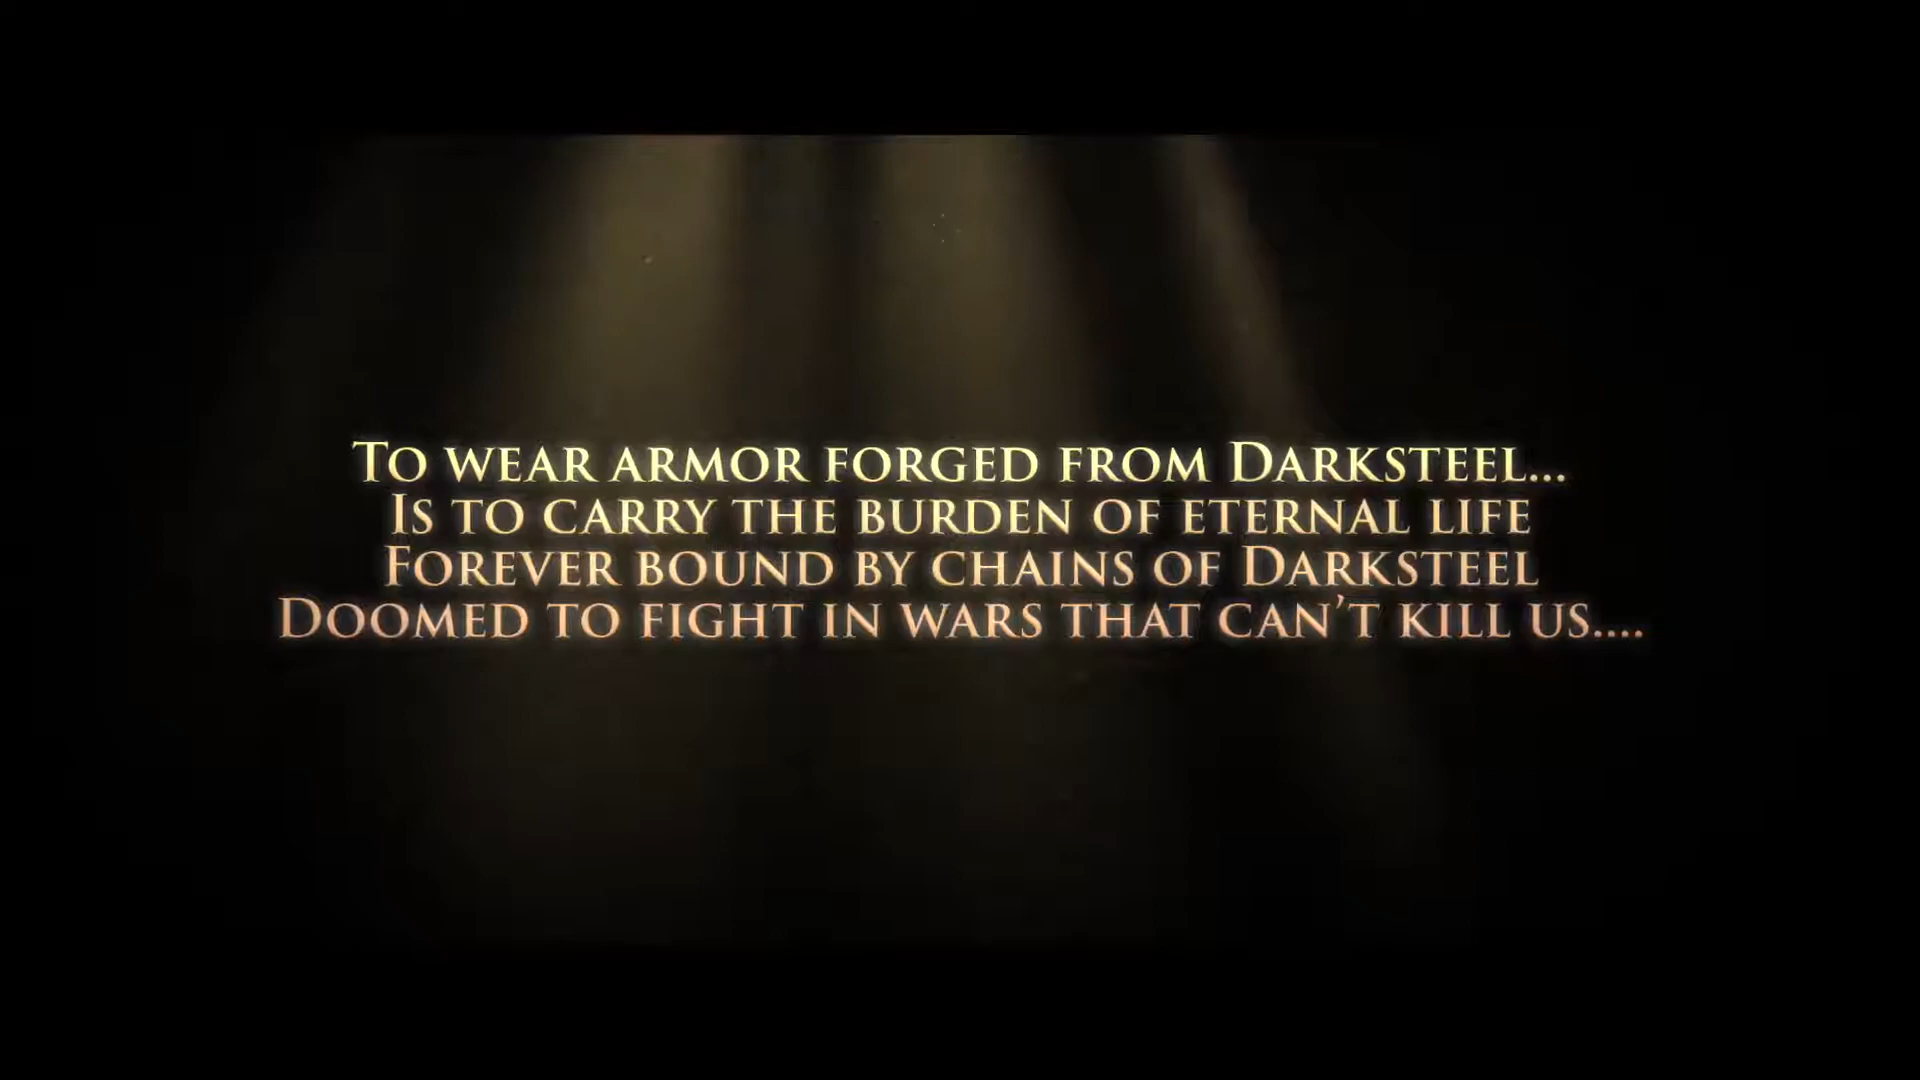 To wear armor forged from Darksteel...
Is to carry the burden of eternal life
Forever bound by chains of Darksteel
Doomed to fight in wars that can’t kill us....